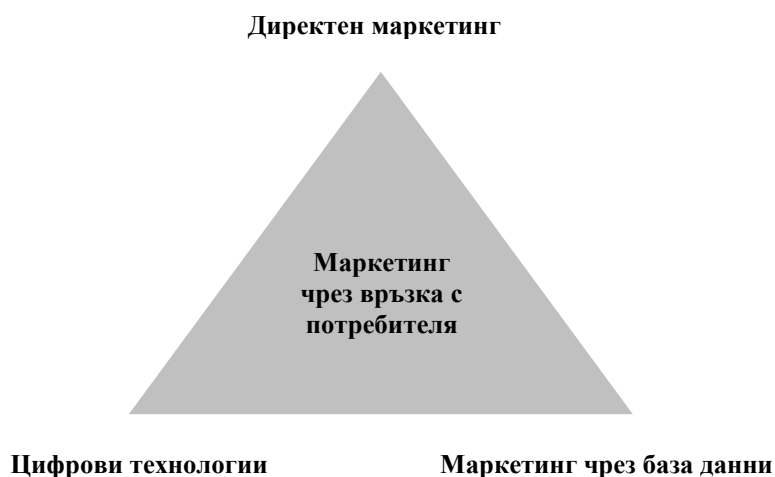 Директен маркетинг
Маркетинг
чрез връзка с
потребителя
Цифрови технологии
Маркетинг чрез база данни